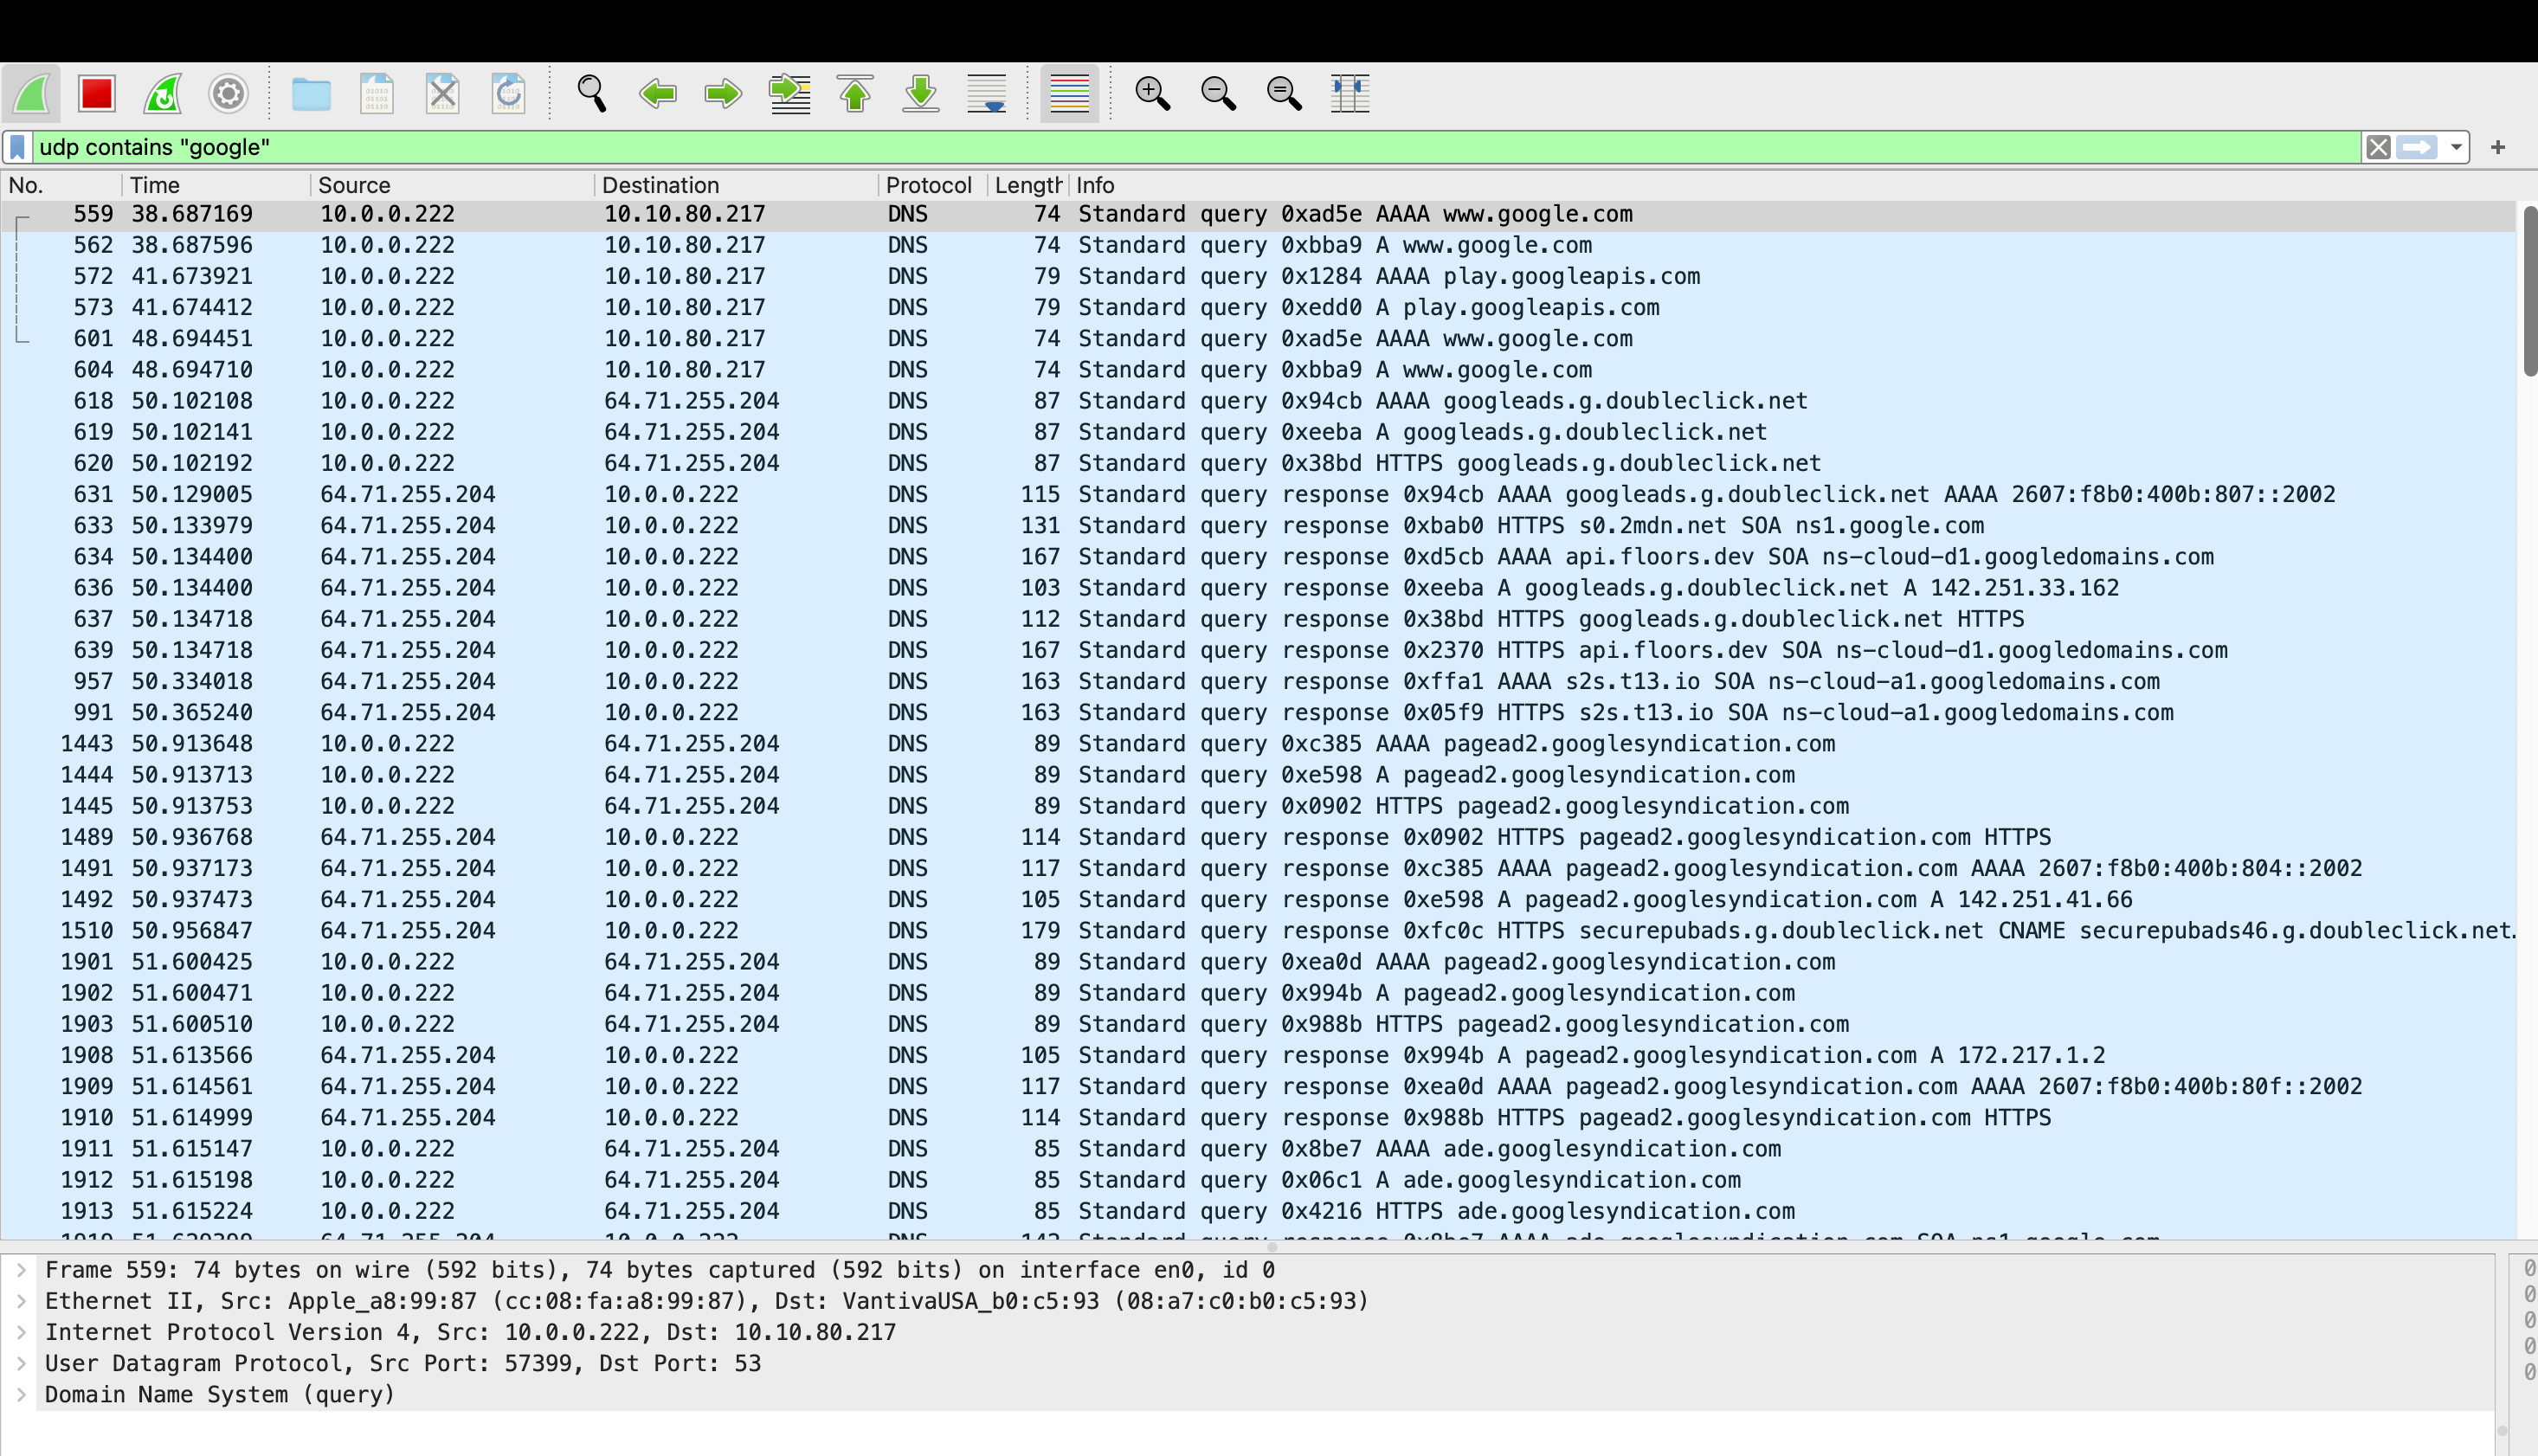 udp contains "google"
No. Time Source Destination Protocol Length Info
559 38.687169 10.0.0.222 10.10.80.217 DNS 74 Standard query 0xad5e AAAA www.google.com
562 38.687596 10.0.0.222 10.10.80.217 DNS 74 Standard query 0xbba9 A www.google.com
572 41.673921 10.0.0.222 10.10.80.217 DNS 79 Standard query 0x1284 AAAA play.googleapis.com
573 41.674412 10.0.0.222 10.10.80.217 DNS 79 Standard query 0xedd0 A play.googleapis.com
601 48.694451 10.0.0.222 10.10.80.217 DNS 74 Standard query 0xad5e AAAA www.google.com
604 48.694710 10.0.0.222 10.10.80.217 DNS 74 Standard query 0xbba9 A www.google.com
618 50.102108 10.0.0.222 64.71.255.204 DNS 87 Standard query 0x94cb AAAA googleads.g.doubleclick.net
619 50.102141 10.0.0.222 64.71.255.204 DNS 87 Standard query 0xeeba A googleads.g.doubleclick.net
620 50.102192 10.0.0.222 64.71.255.204 DNS 87 Standard query 0x38bd HTTPS googleads.g.doubleclick.net
631 50.129005 64.71.255.204 10.0.0.222 DNS 115 Standard query response 0x94cb AAAA googleads.g.doubleclick.net AAAA 2607:f8b0:400b:807::2002
633 50.133979 64.71.255.204 10.0.0.222 DNS 131 Standard query response 0xbab0 HTTPS s0.2mdn.net SOA ns1.google.com
634 50.134400 64.71.255.204 10.0.0.222 DNS 167 Standard query response 0xd5cb AAAA api.floors.dev SOA ns-cloud-d1.googledomains.com
636 50.134400 64.71.255.204 10.0.0.222 DNS 103 Standard query response 0xeeba A googleads.g.doubleclick.net A 142.251.33.162
637 50.134718 64.71.255.204 10.0.0.222 DNS 112 Standard query response 0x38bd HTTPS googleads.g.doubleclick.net HTTPS
639 50.134718 64.71.255.204 10.0.0.222 DNS 167 Standard query response 0x2370 HTTPS api.floors.dev SOA ns-cloud-d1.googledomains.com
957 50.334018 64.71.255.204 10.0.0.222 DNS 163 Standard query response 0xffa1 AAAA s2s.t13.io SOA ns-cloud-a1.googledomains.com
991 50.365240 64.71.255.204 10.0.0.222 DNS 163 Standard query response 0x05f9 HTTPS s2s.t13.io SOA ns-cloud-a1.googledomains.com
1443 50.913648 10.0.0.222 64.71.255.204 DNS 89 Standard query 0xc385 AAAA pagead2.googlesyndication.com
1444 50.913713 10.0.0.222 64.71.255.204 DNS 89 Standard query 0xe598 A pagead2.googlesyndication.com
1445 50.913753 10.0.0.222 64.71.255.204 DNS 89 Standard query 0x0902 HTTPS pagead2.googlesyndication.com
1489 50.936768 64.71.255.204 10.0.0.222 DNS 114 Standard query response 0x0902 HTTPS pagead2.googlesyndication.com HTTPS
1491 50.937173 64.71.255.204 10.0.0.222 DNS 117 Standard query response 0xc385 AAAA pagead2.googlesyndication.com AAAA 2607:f8b0:400b:804::2002
1492 50.937473 64.71.255.204 10.0.0.222 DNS 105 Standard query response 0xe598 A pagead2.googlesyndication.com A 142.251.41.66
1510 50.956847 64.71.255.204 10.0.0.222 DNS 179 Standard query response 0xfc0c HTTPS securepubads.g.doubleclick.net CNAME securepubads46.g.doubleclick.net.
1901 51.600425 10.0.0.222 64.71.255.204 DNS 89 Standard query 0xea0d AAAA pagead2.googlesyndication.com
1902 51.600471 10.0.0.222 64.71.255.204 DNS 89 Standard query 0x994b A pagead2.googlesyndication.com
1903 51.600510 10.0.0.222 64.71.255.204 DNS 89 Standard query 0x988b HTTPS pagead2.googlesyndication.com
1908 51.613566 64.71.255.204 10.0.0.222 DNS 105 Standard query response 0x994b A pagead2.googlesyndication.com A 172.217.1.2
1909 51.614561 64.71.255.204 10.0.0.222 DNS 117 Standard query response 0xea0d AAAA pagead2.googlesyndication.com AAAA 2607:f8b0:400b:80f::2002
1910 51.614999 64.71.255.204 10.0.0.222 DNS 114 Standard query response 0x988b HTTPS pagead2.googlesyndication.com HTTPS
1911 51.615147 10.0.0.222 64.71.255.204 DNS 85 Standard query 0x8be7 AAAA ade.googlesyndication.com
1912 51.615198 10.0.0.222 64.71.255.204 DNS 85 Standard query 0x06c1 A ade.googlesyndication.com
1913 51.615224 10.0.0.222 64.71.255.204 DNS 85 Standard query 0x4216 HTTPS ade.googlesyndication.com
64.71.255.204 10.0.0.222 DNS Standard query response 0x8be7 AAAA ade.googlesyndication.com SOA ns1.google.com
Frame 559: 74 bytes on wire (592 bits), 74 bytes captured (592 bits) on interface en0, id 0
Ethernet II, Src: Apple_a8:99:87 (cc:08:fa:a8:99:87), Dst: VantivaUSA_b0:c5:93 (08:a7:c0:b0:c5:93)
Internet Protocol Version 4, Src: 10.0.0.222, Dst: 10.10.80.217
User Datagram Protocol, Src Port: 57399, Dst Port: 53
Domain Name System (query)